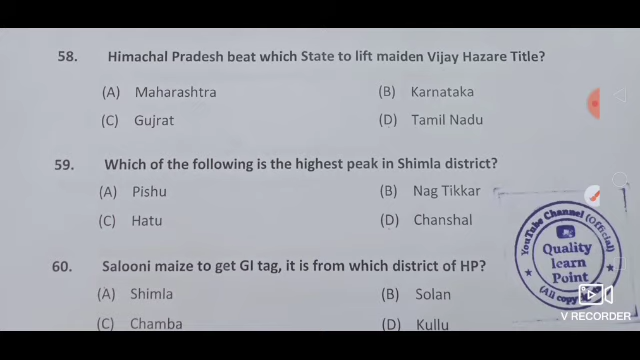 58. Himachal Pradesh beat which State to lift maiden Vijay Hazare Title?
(A) Maharashtra (B) Karnataka
(C) Gujrat (D) Tamil Nadu
59. Which of the following is the highest peak in Shimla district?
(A) Pishu (B) Nag Tikkar
(C) Hatu (D) Chanshal
60. Salooni maize to get GI tag, it is from which district of HP?
(A) Shimla (B) Solan
(C) Chamba (D) Kullu
YouTube Channel (Official)
Quality
learn
Point
(All copy
V RECORDER